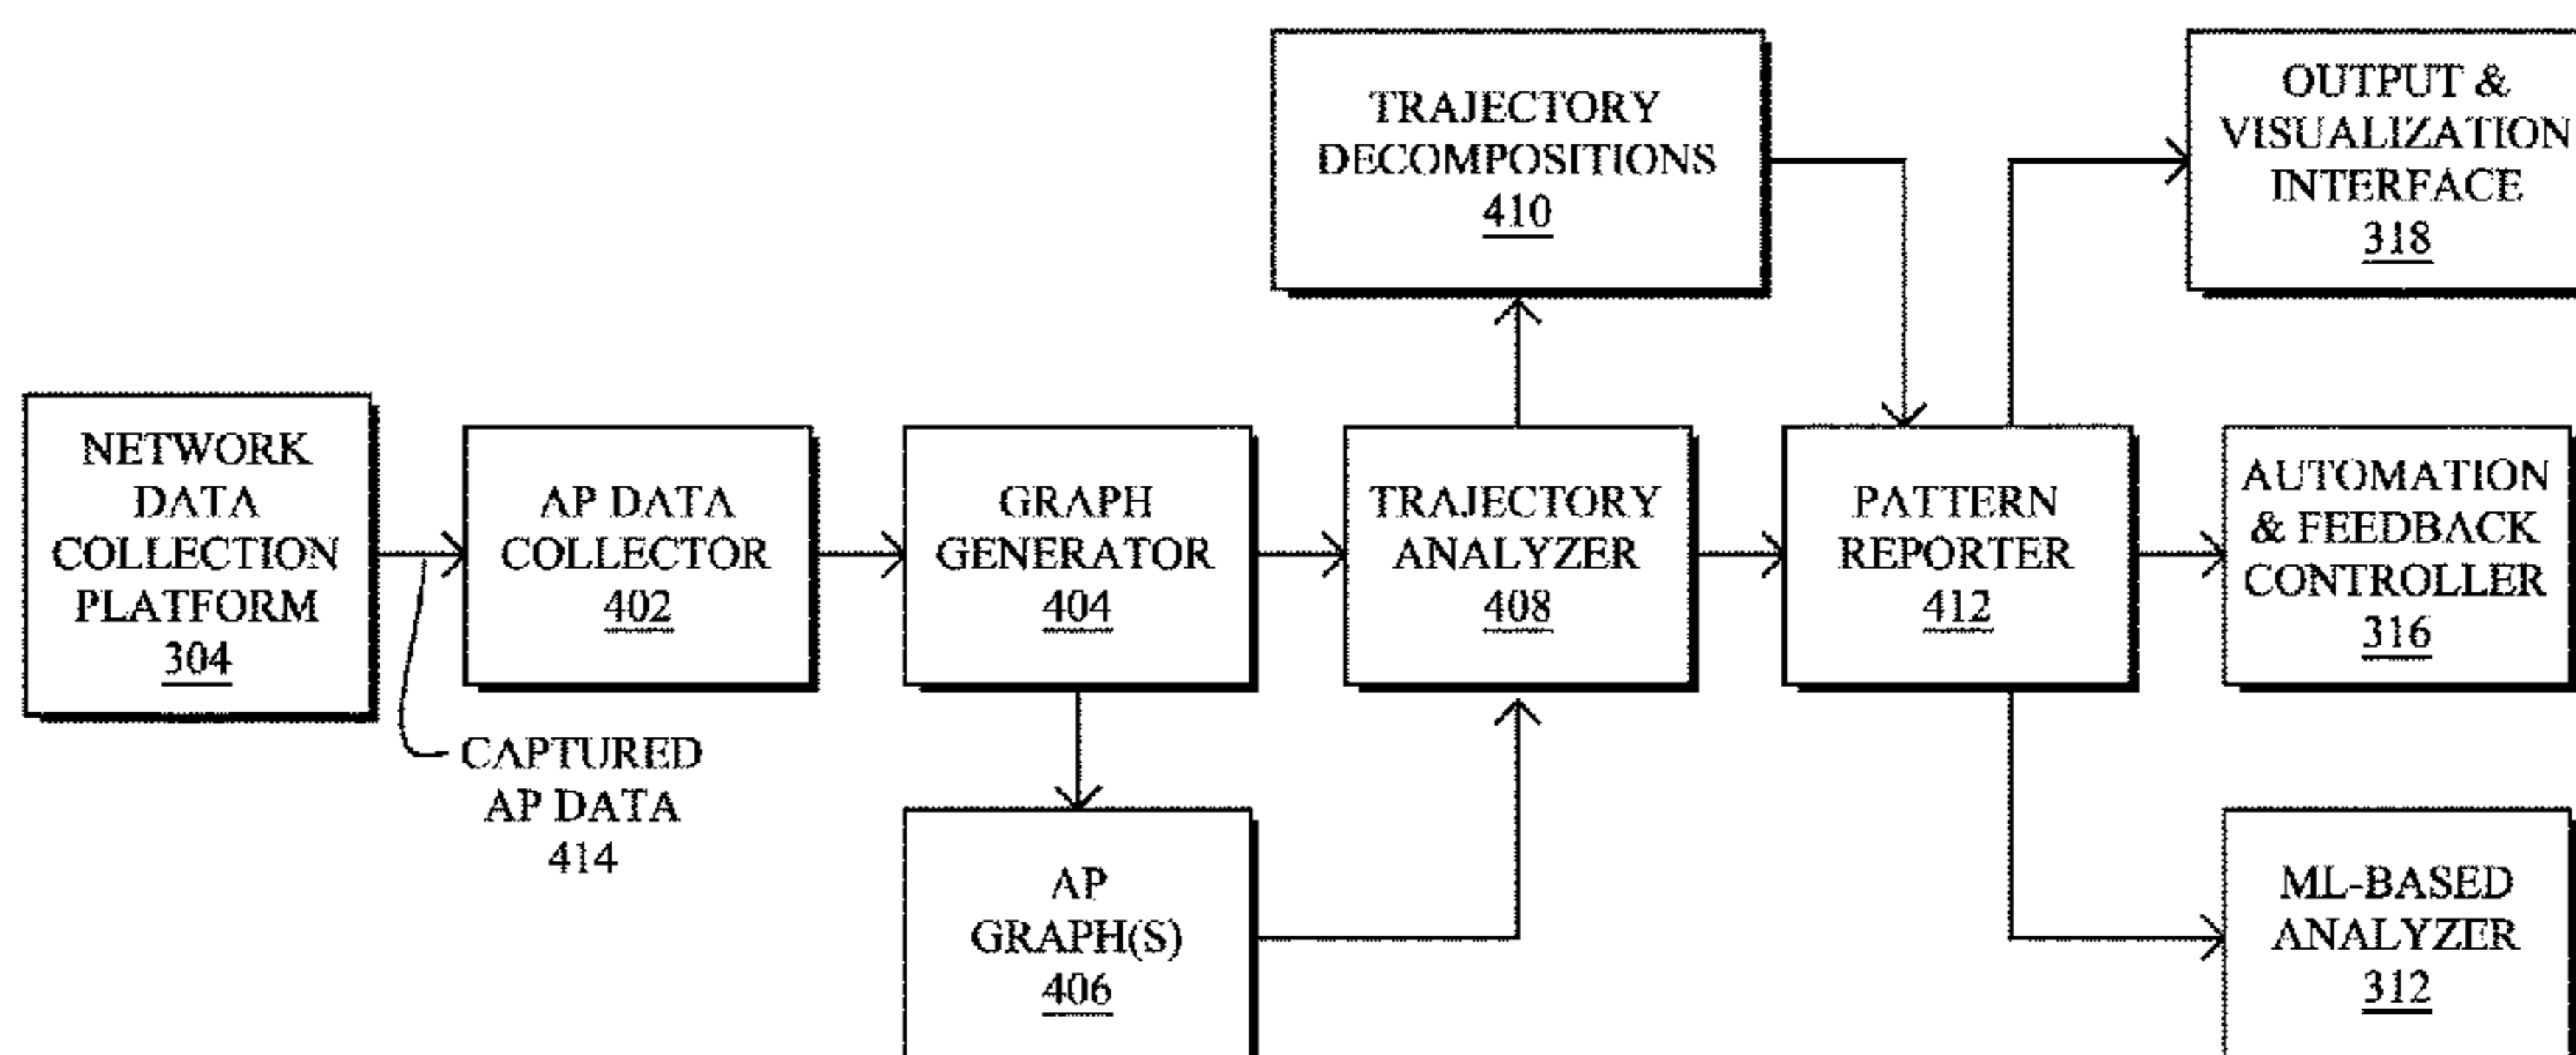 TRAJECTORY
DECOMPOSITIONS
410
OUTPUT &
VISUALIZATION
INTERFACE
318
NETWORK
DATA
COLLECTION
PLATFORM
304
AP DATA
COLLECTOR
402
GRAPH
GENERATOR
404
TRAJECTORY
ANALYZER
408
PATTERN
REPORTER
412
AUTOMATION
& FEEDBACK
CONTROLLER
316
CAPTURED
AP DATA
414
AP
GRAPH(S)
406
ML-BASED
ANALYZER
312